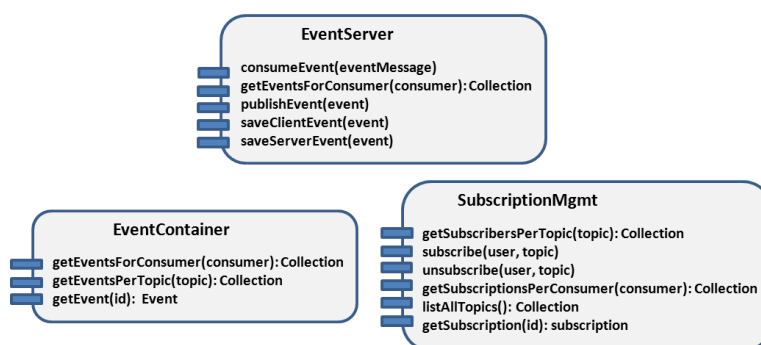 EventServer
consumeEvent(eventMessage)
getEventsForConsumer(consumer): Collection
publishEvent(event)
saveClientEvent(event)
saveServerEvent(event)
EventContainer
getEventsForConsumer(consumer): Collection
getEventsPerTopic(topic): Collection
getEvent(id): Event
SubscriptionMgmt
getSubscribersPerTopic(topic): Collection
subscribe(user, topic)
unsubscribe(user, topic)
getSubscriptionsPerConsumer(consumer): Collection
listAllTopics(): Collection
getSubscription(id): subscription